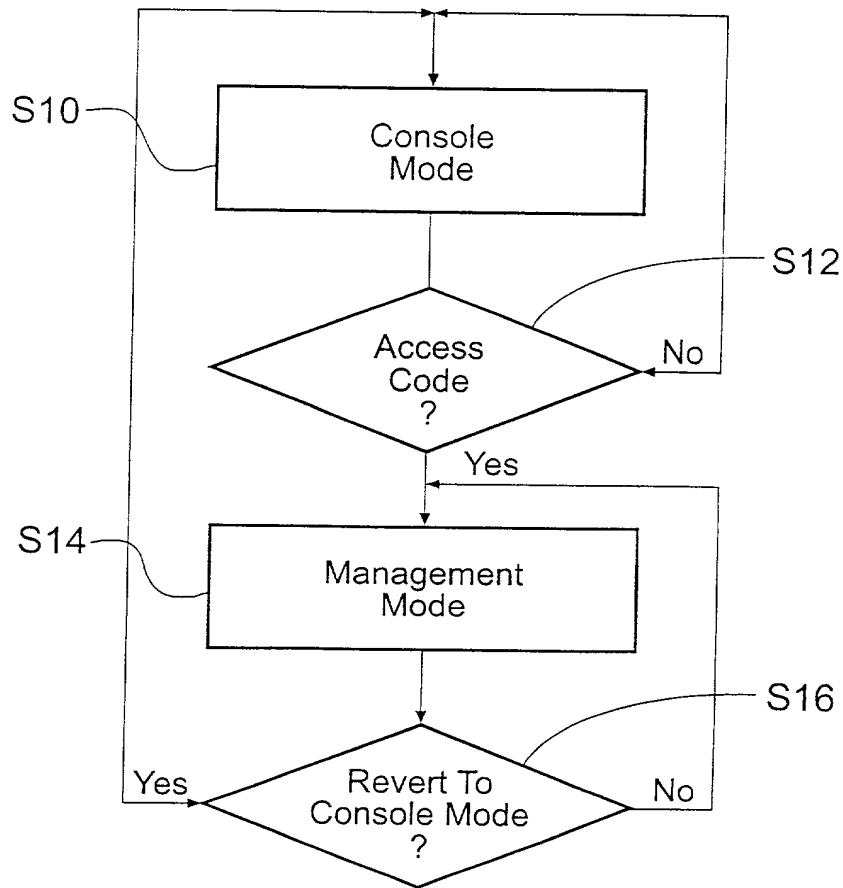 S10
Console
Mode
S12
Access
Code
?
No
Yes
S14
Management
Mode
S16
Yes
Revert To
Console Mode
?
No